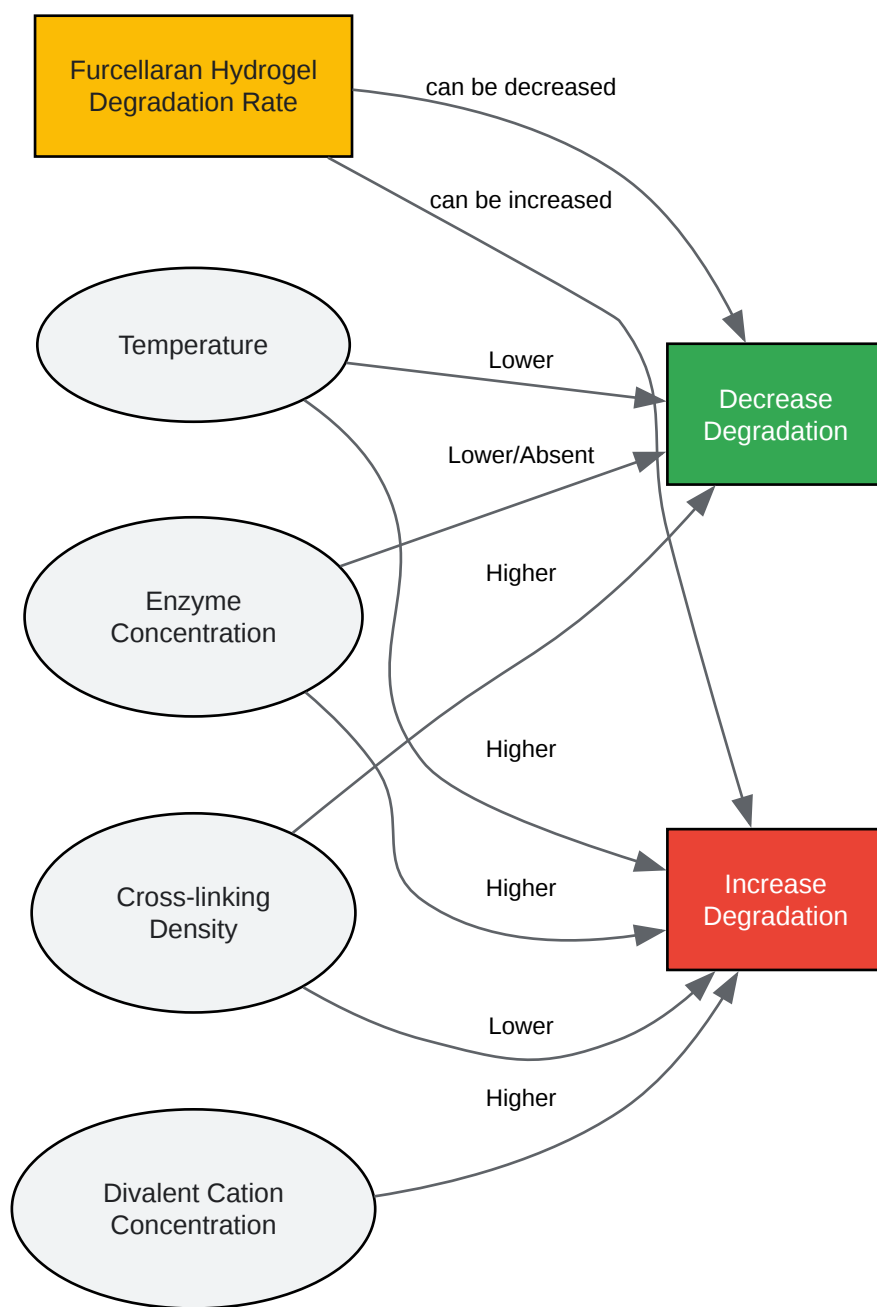 Furcellaran Hydrogel
Degradation Rate
can be decreased
can be increased
Temperature
Lower
Decrease
Degradation
Lower/Absent
Higher
Enzyme
Concentration
Higher
Higher
Increase
Degradation
Cross-linking
Density
Lower
Higher
Divalent Cation
Concentration